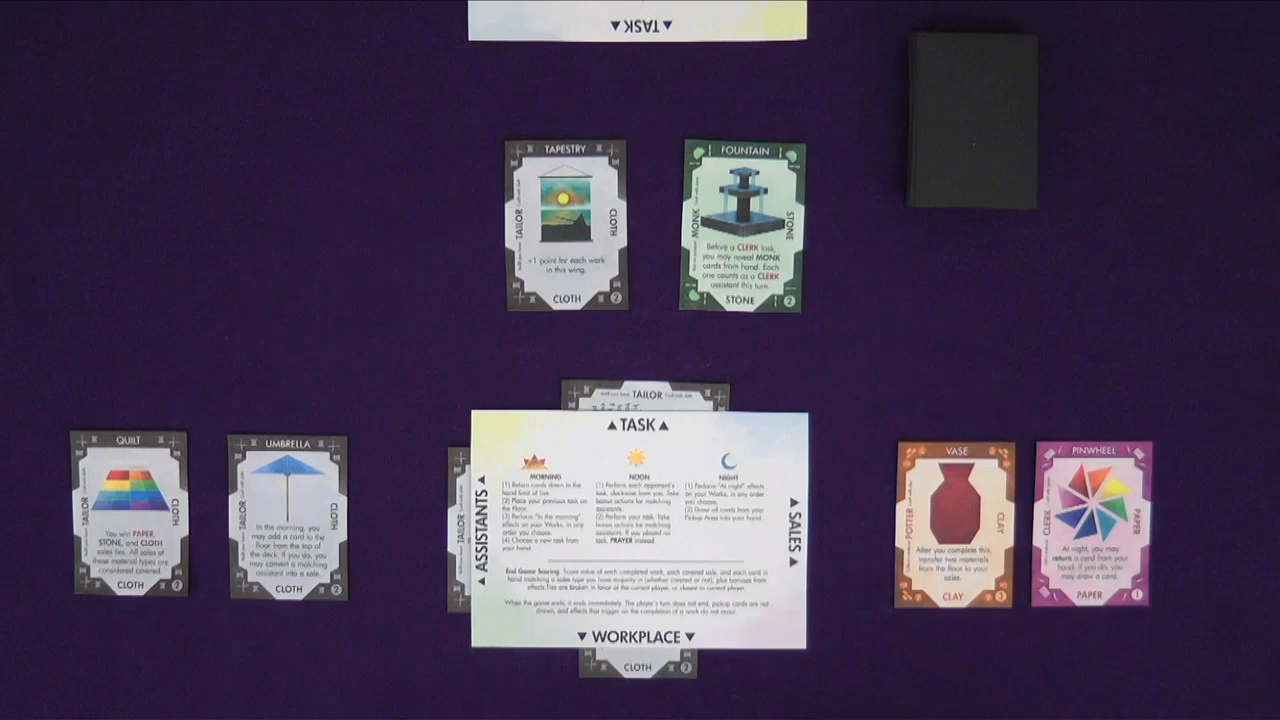 ▲ TASK ▲
TAPESTRY
TAILOR
CLOTH
+1 point for each work
in this wing.
CLOTH 2
FOUNTAIN
MONK
STONE
Before a CLERK task,
you may reveal MONK
cards from hand. Each
one counts as a CLERK
assistant this turn.
STONE 2
QUILT
TAILOR
CLOTH
You win PAPER,
STONE, and CLOTH
sales ties. All sales of
these material types are
considered covered.
CLOTH 2
UMBRELLA
TAILOR
CLOTH
In the morning, you
may add a card to the
floor from the top of
the deck. If do, you
may convert a matching
assistant into a sale.
CLOTH 2
TAILOR
TAILOR
▲ TASK ▲
▲ ASSISTANTS ▲
▲ SALES ▲
MORNING
(1) Return cards down to the
hand limit of five.
(2) Place your previous task on
the Floor.
(3) Perform "In the morning"
effects on your Works, in any
order you choose.
(4) Choose a new task from
your hand.
NOON
(1) Perform each opponent's
task, clockwise from you. Take
bonus actions for matching
assistants.
(2) Perform your task. Take
bonus actions for matching
assistants. If you played no
task, PRAYER instead.
NIGHT
(1) Perform "At night" effects
on your Works, in any order
you choose.
(2) Draw all cards from your
Pickup Area into your hand.
End Game Scoring: Score value of each completed work, each covered sale, and each card in
hand matching a sales type you have majority in (whether covered or not), plus bonuses from
effects. Ties are broken in favor of the current player, or closest to current player.
When the game ends, it ends immediately. The player's turn does not end, pickup cards are not
drawn, and effects that trigger on the completion of a work do not occur.
▼ WORKPLACE ▼
CLOTH 2
VASE
POTTER
CLAY
After you complete this,
transfer two materials
from the floor to your
sales.
CLAY 3
PINWHEEL
CLERK
PAPER
At night, you may
return a card from your
hand. If you do, you
may draw a card.
PAPER 1